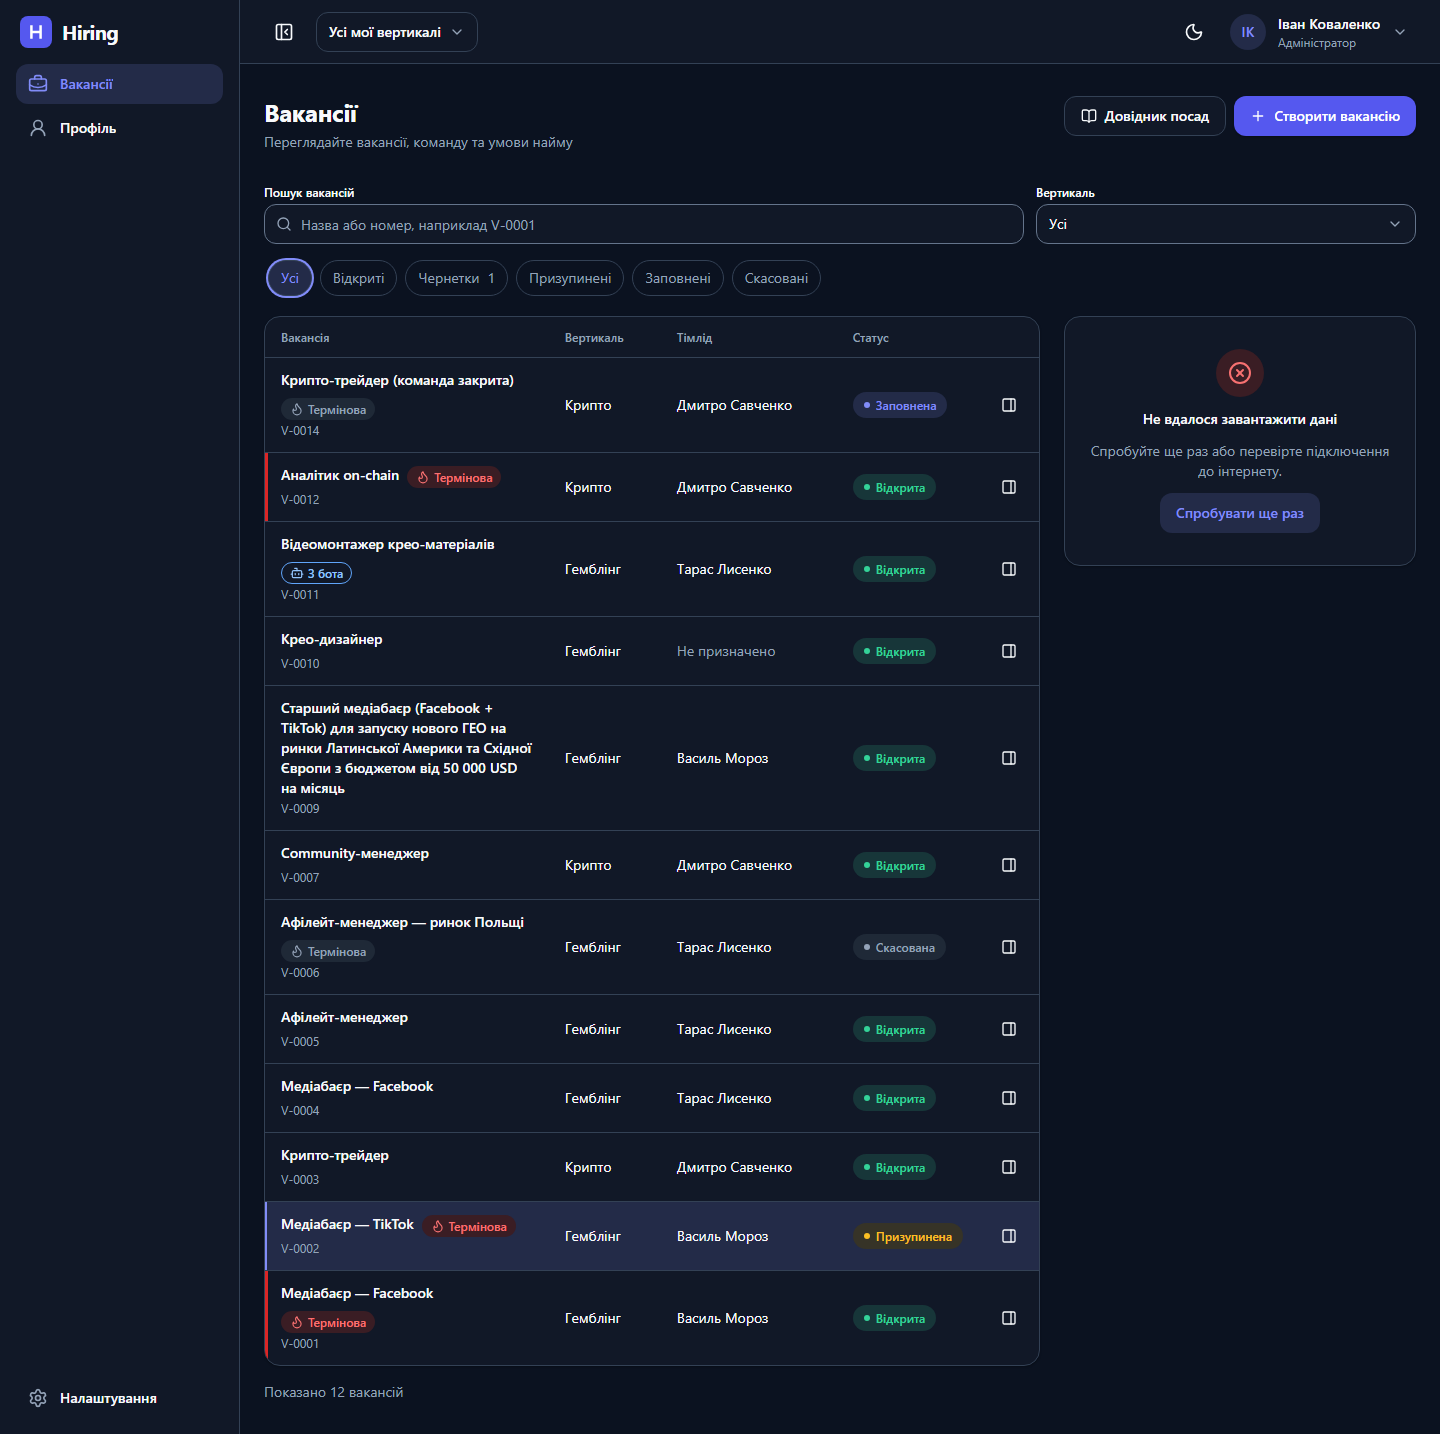 H Hiring
Вакансії
Профіль
Налаштування
Усі мої вертикалі
ІК
Іван Коваленко
Адміністратор
Вакансії
Переглядайте вакансії, команду та умови найму
Довідник посад
Створити вакансію
Пошук вакансій
Назва або номер, наприклад V-0001
Вертикаль
Усі
Усі
Відкриті
Чернетки 1
Призупинені
Заповнені
Скасовані
Вакансія Вертикаль Тімлід Статус
Крипто-трейдер (команда закрита)
Термінова
V-0014
Крипто Дмитро Савченко Заповнена
Аналітик on-chain Термінова
V-0012
Крипто Дмитро Савченко Відкрита
Відеомонтажер крео-матеріалів
З бота
V-0011
Гемблінг Тарас Лисенко Відкрита
Крео-дизайнер
V-0010
Гемблінг Не призначено Відкрита
Старший медіабаєр (Facebook +
TikTok) для запуску нового ГЕО на
ринки Латинської Америки та Східної
Європи з бюджетом від 50 000 USD
на місяць
V-0009
Гемблінг Василь Мороз Відкрита
Community-менеджер
V-0007
Крипто Дмитро Савченко Відкрита
Афілейт-менеджер — ринок Польщі
Термінова
V-0006
Гемблінг Тарас Лисенко Скасована
Афілейт-менеджер
V-0005
Гемблінг Тарас Лисенко Відкрита
Медіабаєр — Facebook
V-0004
Гемблінг Тарас Лисенко Відкрита
Крипто-трейдер
V-0003
Крипто Дмитро Савченко Відкрита
Медіабаєр — TikTok Термінова
V-0002
Гемблінг Василь Мороз Призупинена
Медіабаєр — Facebook
Термінова
V-0001
Гемблінг Василь Мороз Відкрита
Показано 12 вакансій
Не вдалося завантажити дані
Спробуйте ще раз або перевірте підключення
до інтернету.
Спробувати ще раз